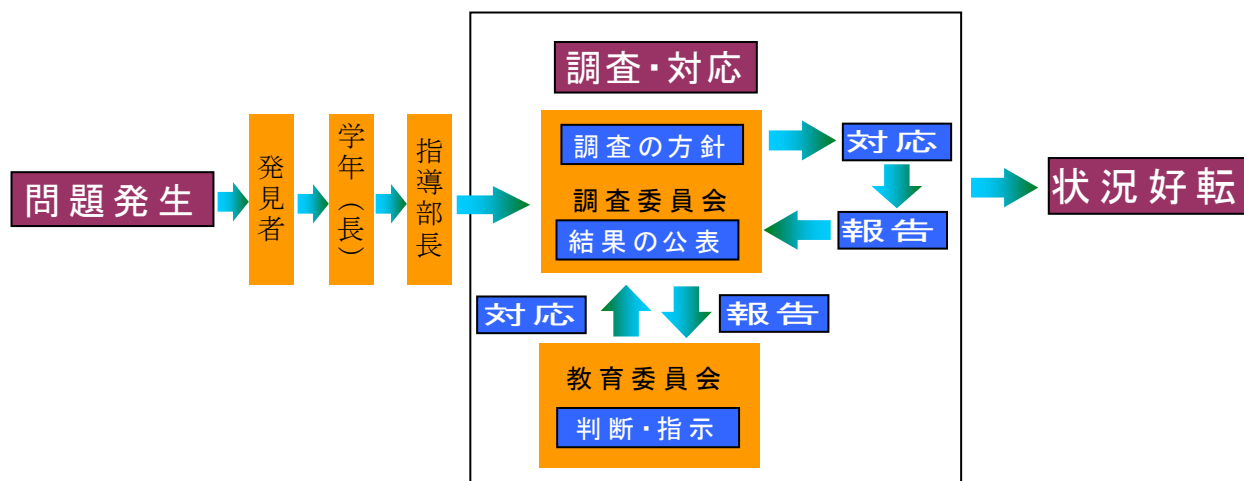 問題発生
発見者
学年(長)
指導部長
調査・対応
調査の方針
調査委員会
結果の公表
対応
報告
対応
報告
教育委員会
判断・指示
状況好転